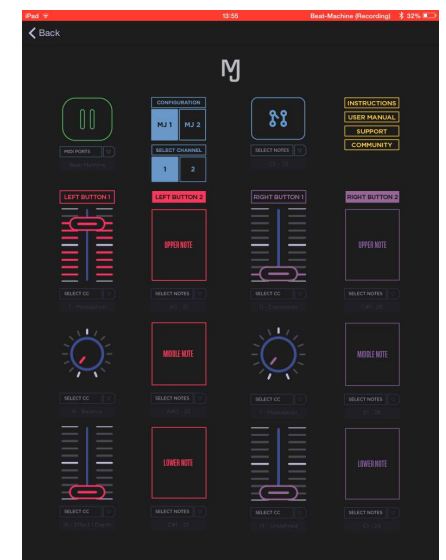 iPad
13:55
Beat-Machine (Recording)
32%
Back
MJ
CONFIGURATION
MJ 1
MJ 2
SELECT CHANNEL
1
2
MIDI PORTS
Beat Machine
SELECT NOTES
INSTRUCTIONS
USER MANUAL
SUPPORT
COMMUNITY
LEFT BUTTON 1
LEFT BUTTON 2
RIGHT BUTTON 1
RIGHT BUTTON 2
UPPER NOTE
UPPER NOTE
SELECT CC
SELECT NOTES
SELECT CC
SELECT NOTES
MIDDLE NOTE
MIDDLE NOTE
SELECT CC
SELECT NOTES
SELECT CC
SELECT NOTES
LOWER NOTE
LOWER NOTE
SELECT CC
SELECT NOTES
SELECT CC
SELECT NOTES